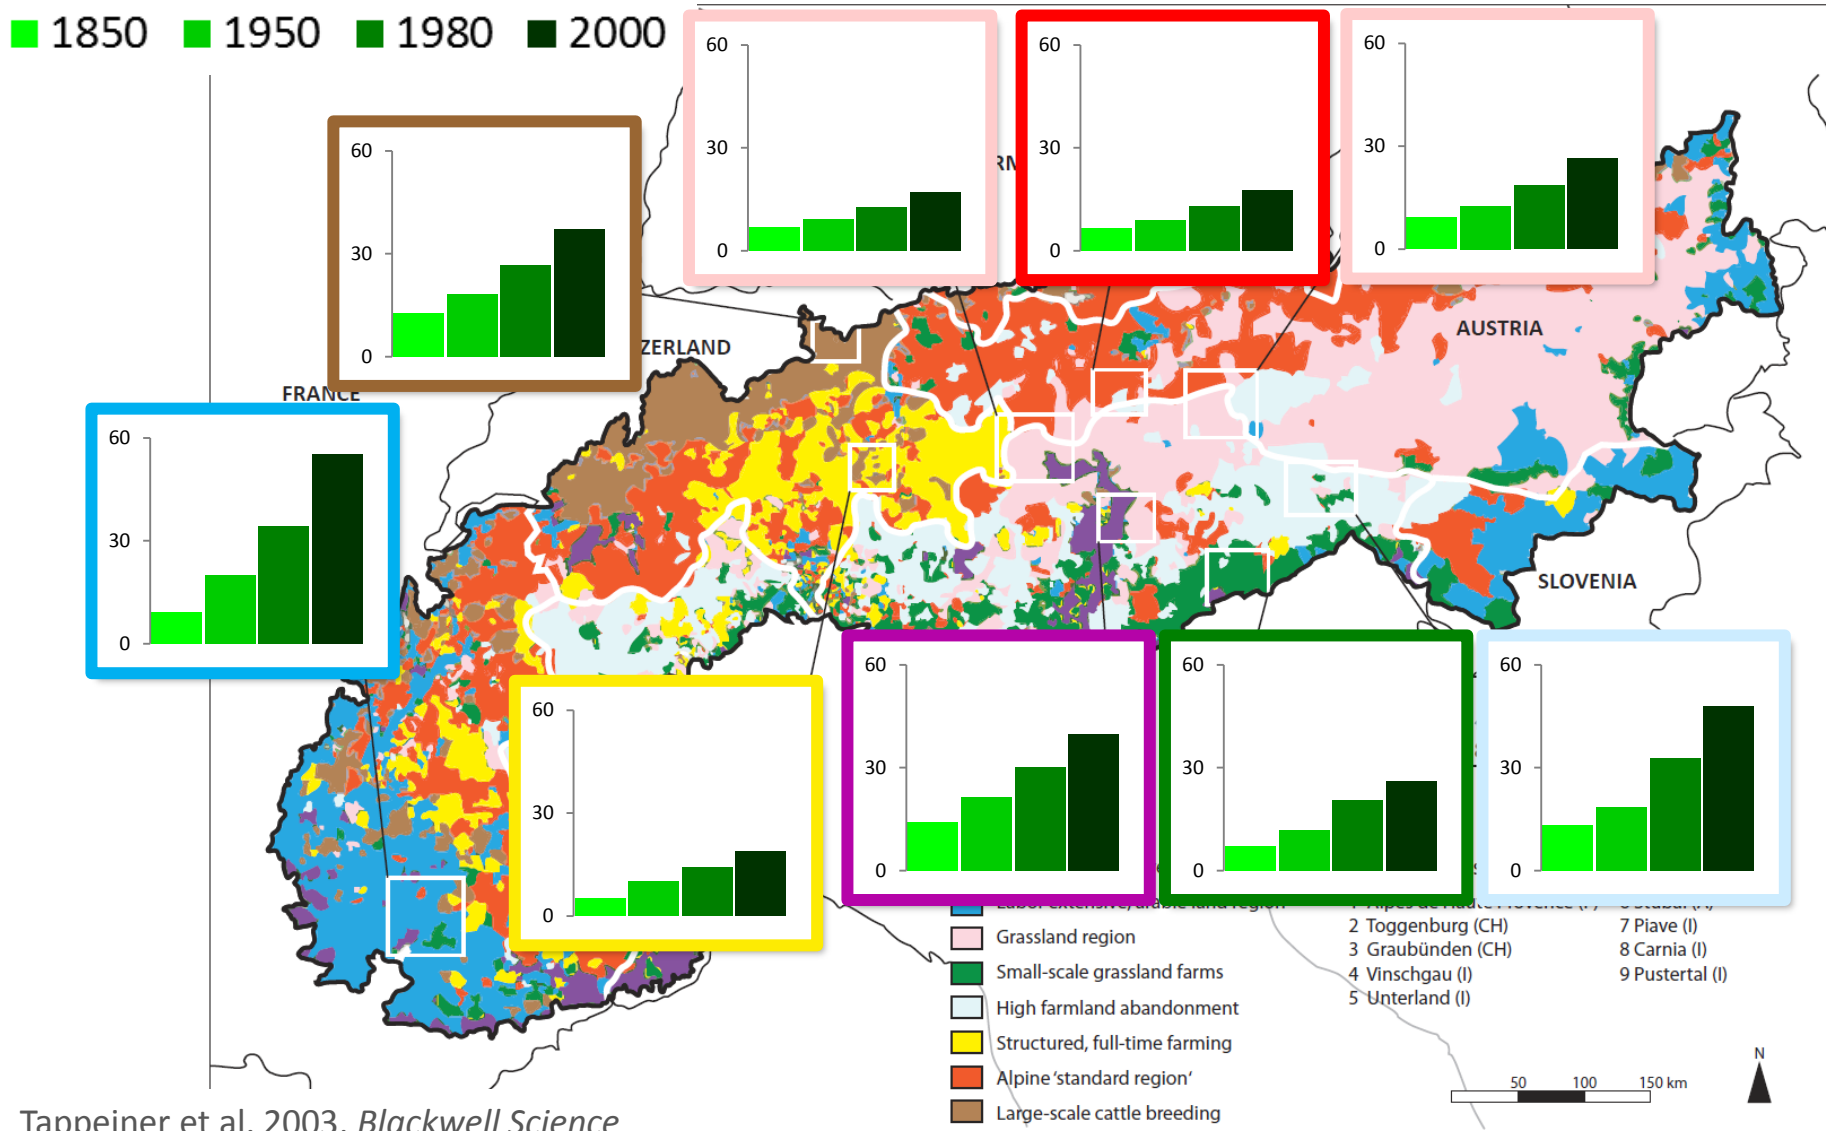 1850 1950 1980 2000
60 30 0
60 30 0
60 30 0
60 30 0
60 30 0
60 30 0
60 30 0
60 30 0
60 30 0
ZERLAND
FRANCE
AUSTRIA
SLOVENIA
Grassland region
Small-scale grassland farms
High farmland abandonment
Structured, full-time farming
Alpine ‘standard region‘
Large-scale cattle breeding
2 Toggenburg (CH)
3 Graubünden (CH)
4 Vinschgau (I)
5 Unterland (I)
7 Piave (I)
8 Carnia (I)
9 Pustertal (I)
N
50 100 150 km
Tappeiner et al. 2003, Blackwell Science